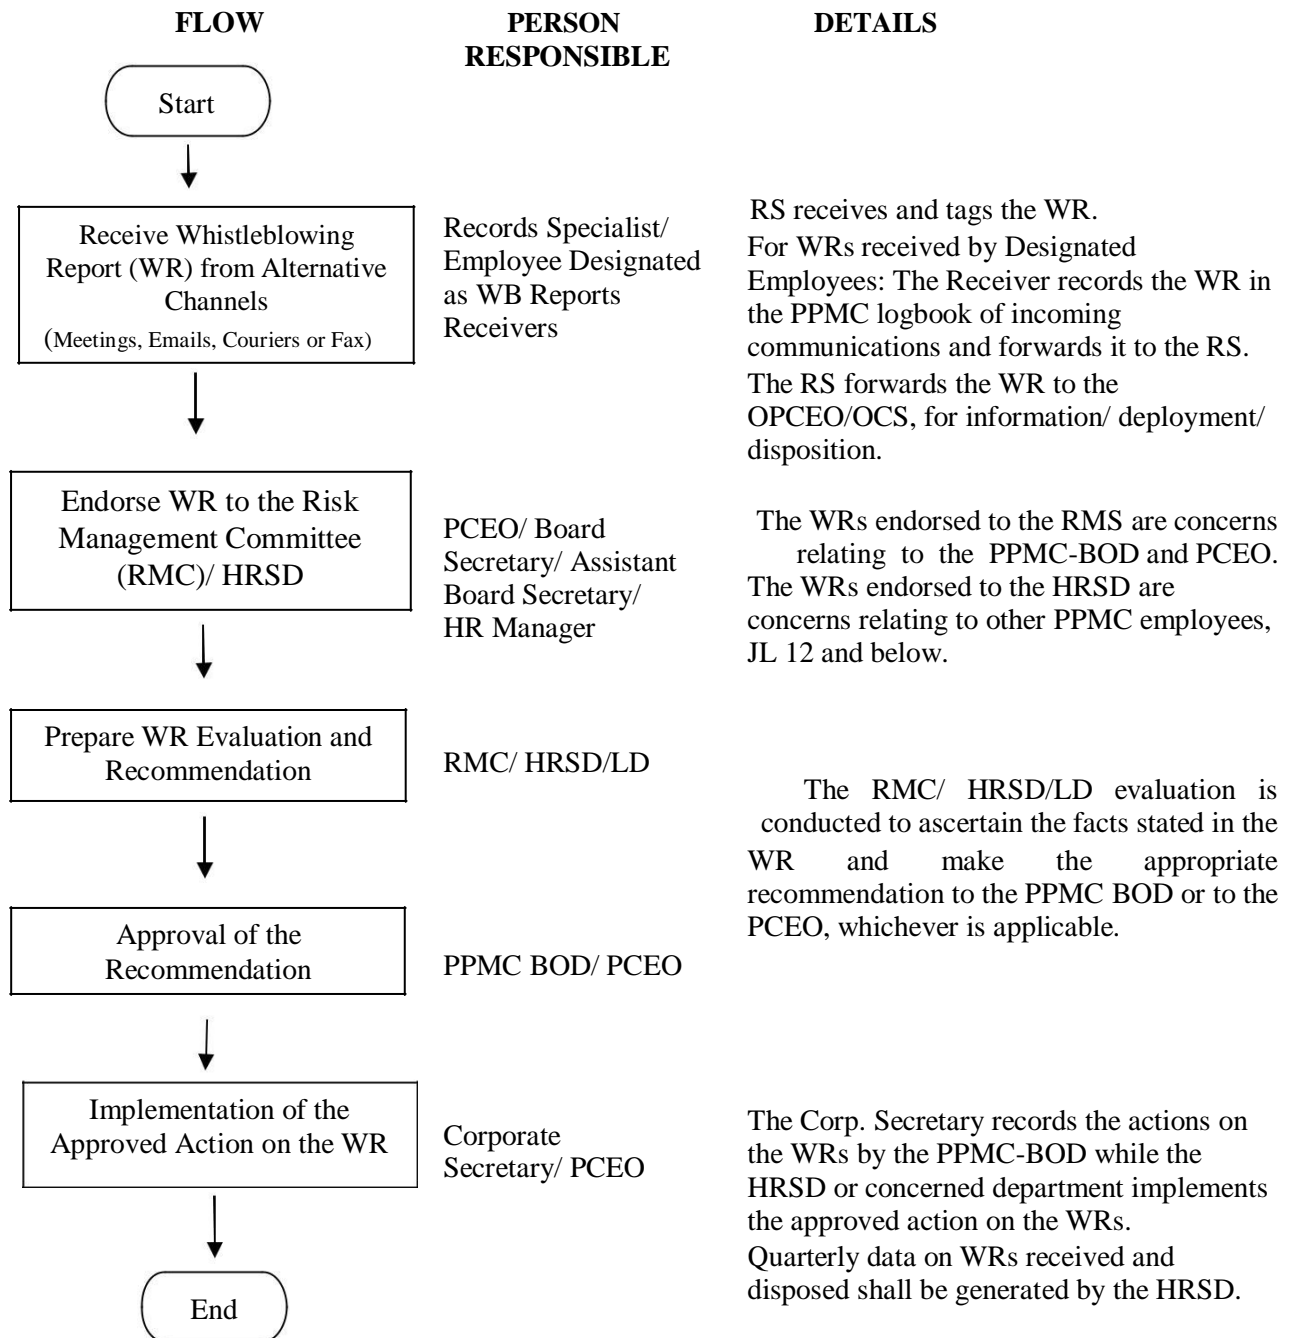 FLOW
PERSON
RESPONSIBLE
DETAILS
Start
Receive Whistleblowing
Report (WR) from Alternative
Channels
(Meetings, Emails, Couriers or Fax)
Records Specialist/
Employee Designated
as WB Reports
Receivers
RS receives and tags the WR.
For WRs received by Designated
Employees: The Receiver records the WR in
the PPMC logbook of incoming
communications and forwards it to the RS.
The RS forwards the WR to the
OPCEO/OCS, for information/ deployment/
disposition.
Endorse WR to the Risk
Management Committee
(RMC)/ HRSD
PCEO/ Board
Secretary/ Assistant
Board Secretary/
HR Manager
The WRs endorsed to the RMS are concerns
relating to the PPMC-BOD and PCEO.
The WRs endorsed to the HRSD are
concerns relating to other PPMC employees,
JL 12 and below.
Prepare WR Evaluation and
Recommendation
RMC/ HRSD/LD
The RMC/ HRSD/LD evaluation is
conducted to ascertain the facts stated in the
WR and make the appropriate
recommendation to the PPMC BOD or to the
PCEO, whichever is applicable.
Approval of the
Recommendation
PPMC BOD/ PCEO
Implementation of the
Approved Action on the WR
Corporate
Secretary/ PCEO
The Corp. Secretary records the actions on
the WRs by the PPMC-BOD while the
HRSD or concerned department implements
the approved action on the WRs.
Quarterly data on WRs received and
disposed shall be generated by the HRSD.
End